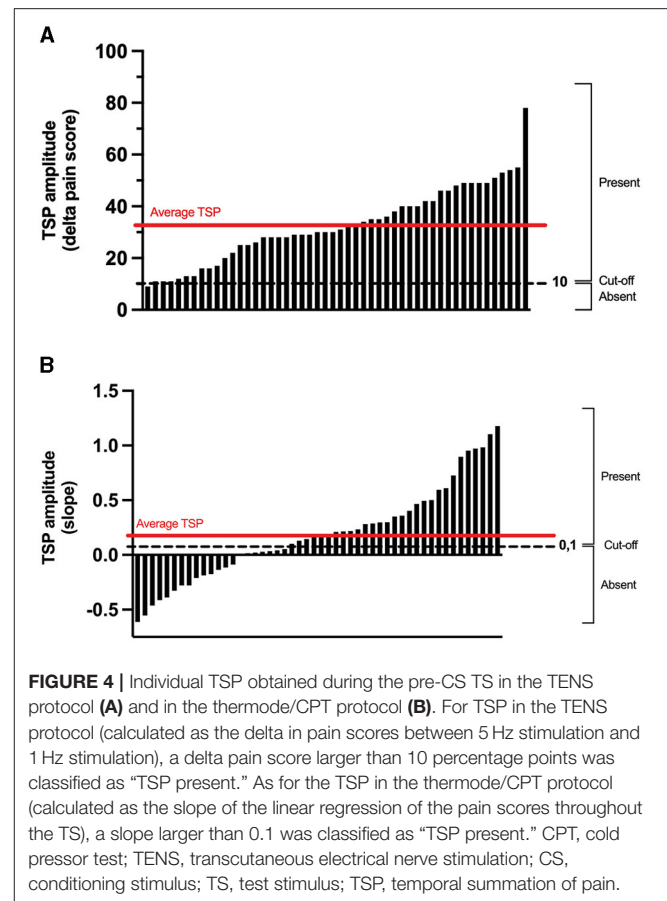 A
100
80
60
40
20
0
TSP amplitude
(delta pain score)
Average TSP
10
Present
Cut-off
Absent
B
1.5
1.0
0.5
0.0
-0.5
TSP amplitude
(slope)
Average TSP
0,1
Present
Cut-off
Absent
FIGURE 4 | Individual TSP obtained during the pre-CS TS in the TENS
protocol (A) and in the thermode/CPT protocol (B). For TSP in the TENS
protocol (calculated as the delta in pain scores between 5 Hz stimulation and
1 Hz stimulation), a delta pain score larger than 10 percentage points was
classified as “TSP present.” As for the TSP in the thermode/CPT protocol
(calculated as the slope of the linear regression of the pain scores throughout
the TS), a slope larger than 0.1 was classified as “TSP present.” CPT, cold
pressor test; TENS, transcutaneous electrical nerve stimulation; CS,
conditioning stimulus; TS, test stimulus; TSP, temporal summation of pain.